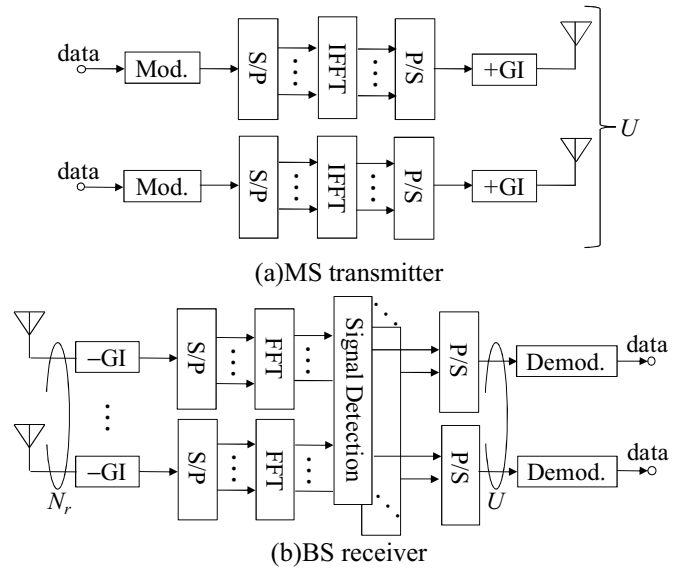 data
Mod.
S/P
IFFT
P/S
+GI
U
data
Mod.
S/P
IFFT
P/S
+GI
(a)MS transmitter
–GI
S/P
FFT
Signal Detection
P/S
Demod.
data
–GI
S/P
FFT
P/S
Demod.
data
Nr
U
(b)BS receiver